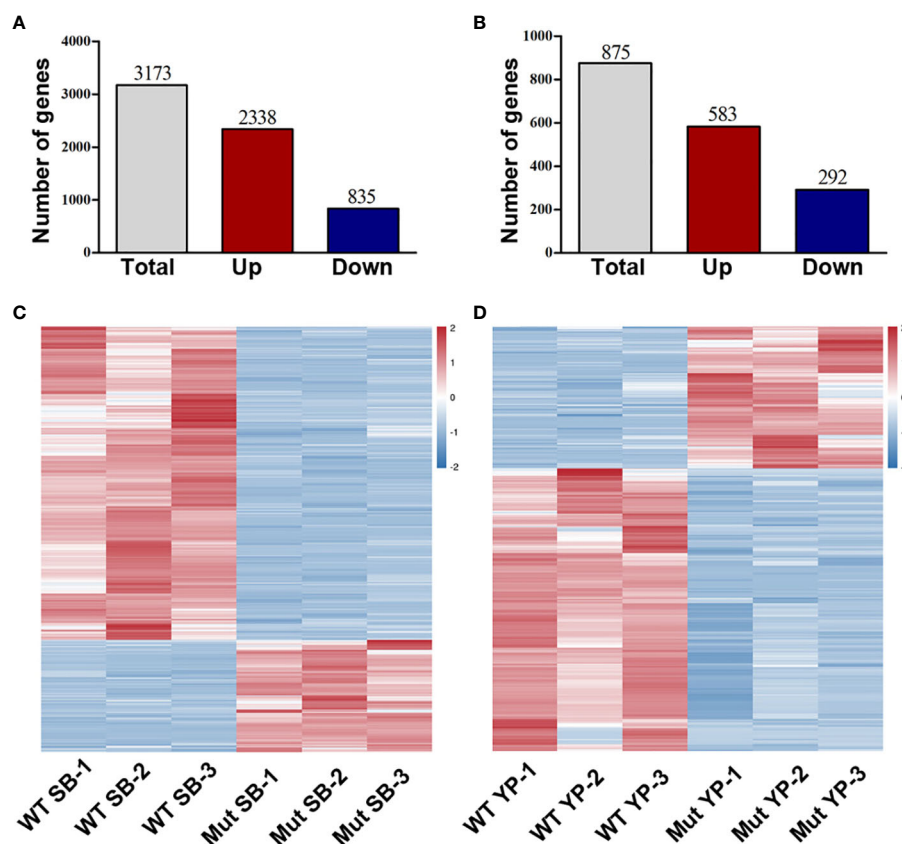 A
Number of genes
4000
3000
2000
1000
0
3173
2338
835
Total
Up
Down
B
Number of genes
1000
800
600
400
200
0
875
583
292
Total
Up
Down
C
2
1
0
-1
-2
WT SB-1
WT SB-2
WT SB-3
Mut SB-1
Mut SB-2
Mut SB-3
D
WT YP-1
WT YP-2
WT YP-3
Mut YP-1
Mut YP-2
Mut YP-3